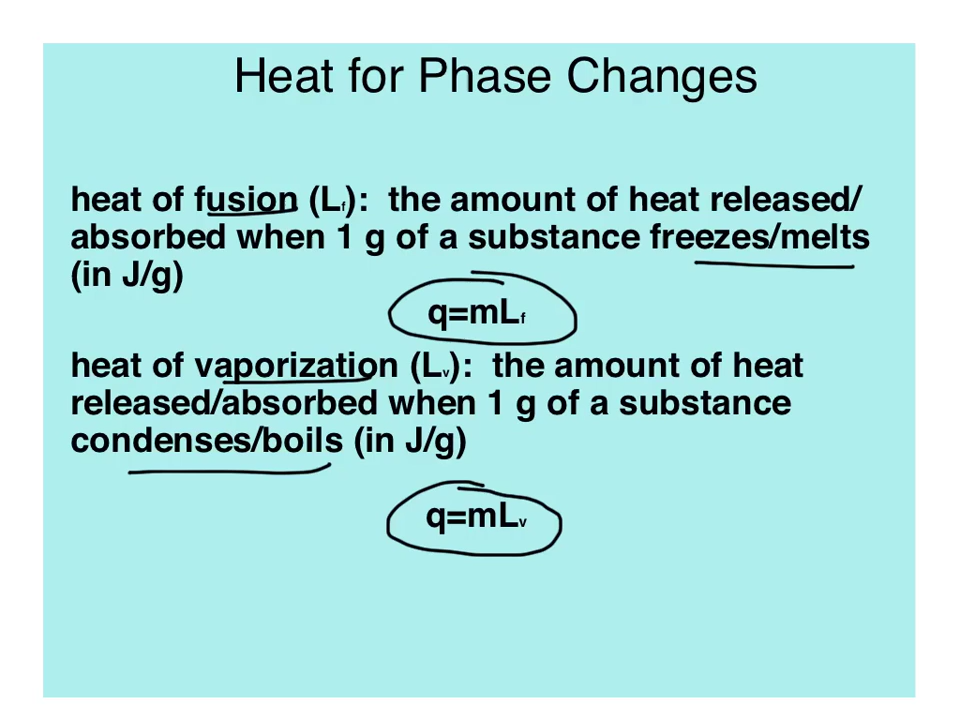 Heat for Phase Changes
heat of fusion (Lf): the amount of heat released/
absorbed when 1 g of a substance freezes/melts
(in J/g)
q=mLf
heat of vaporization (Lv): the amount of heat
released/absorbed when 1 g of a substance
condenses/boils (in J/g)
q=mLv